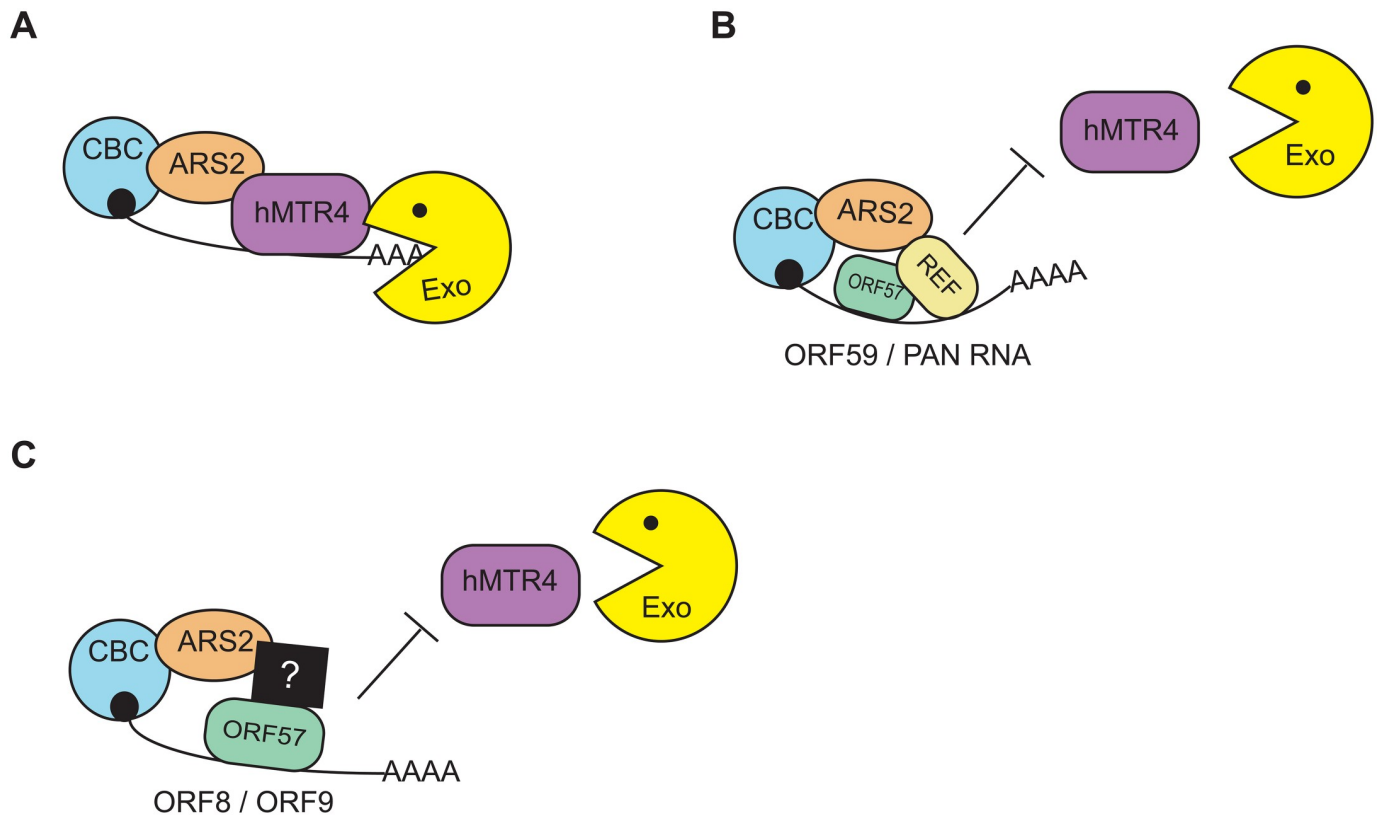 A
CBC
ARS2
hMTR4
AAA
Exo
B
hMTR4
Exo
CBC
ARS2
ORF57
REF
AAAA
ORF59 / PAN RNA
C
hMTR4
Exo
CBC
ARS2
?
ORF57
AAAA
ORF8 / ORF9